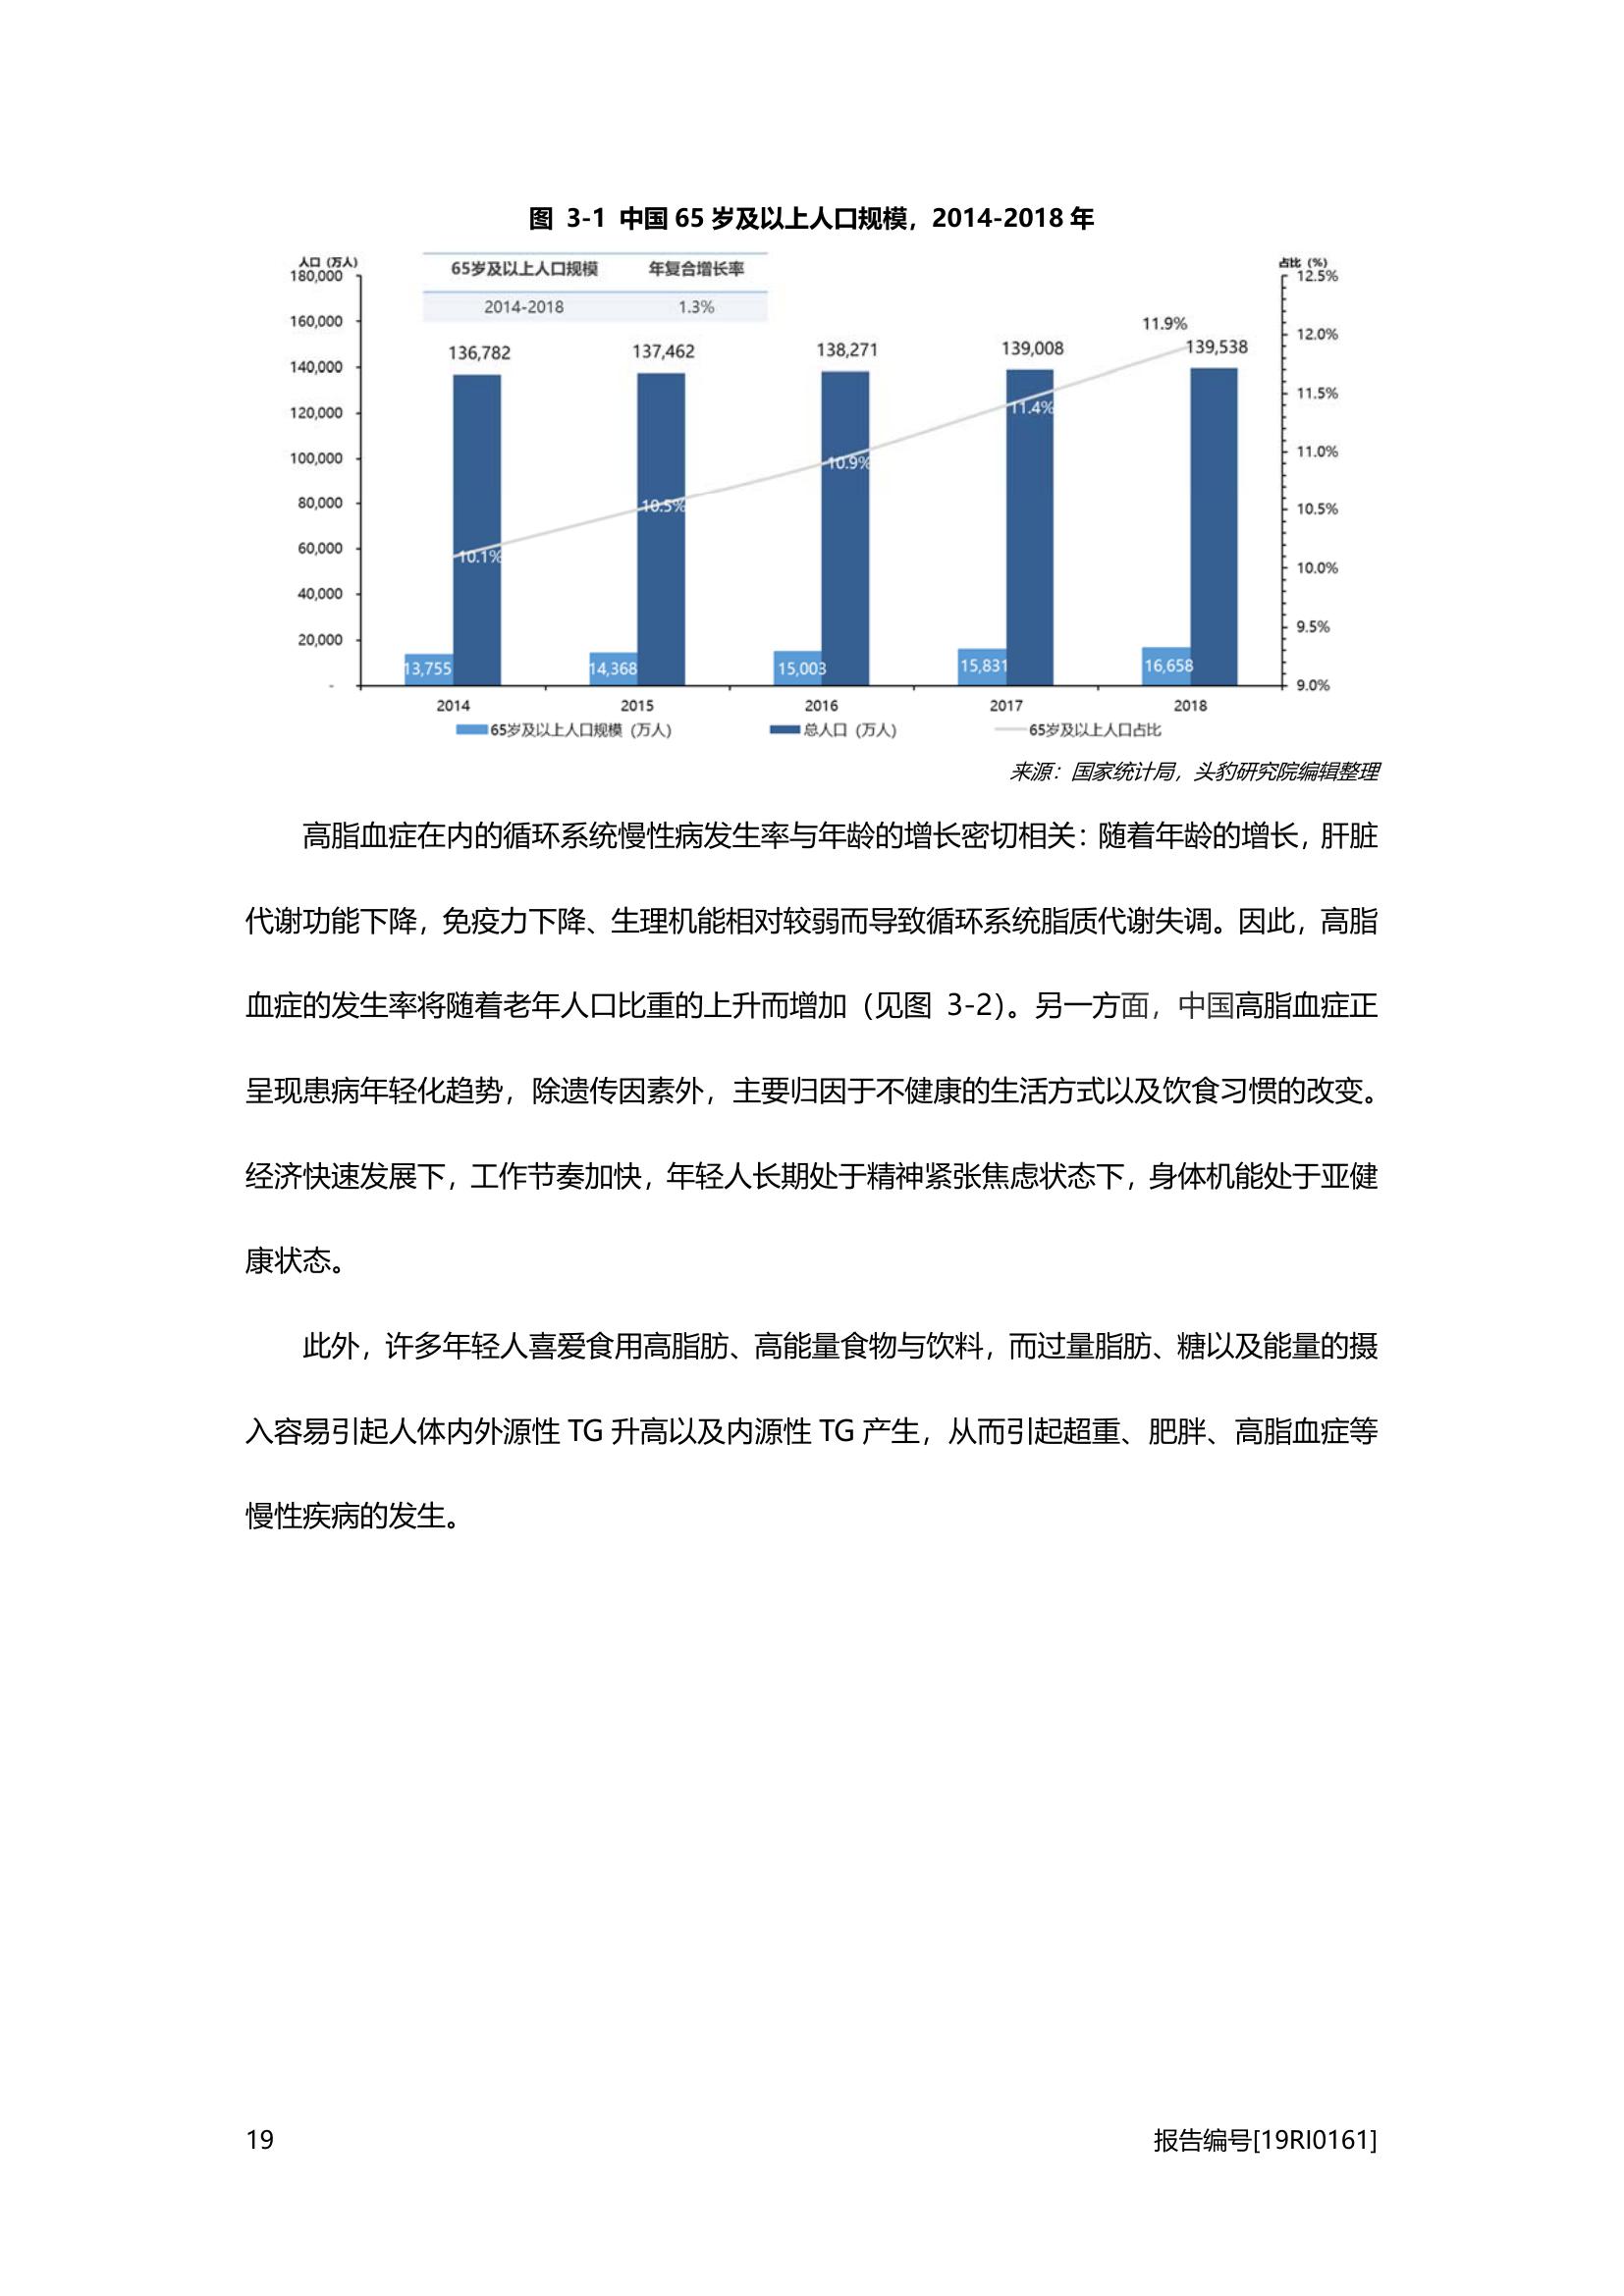 图 3-1 中国 65 岁及以上人口规模，2014-2018 年
人口（万人）
占比（%）
65岁及以上人口规模 年复合增长率
2014-2018 1.3%
180,000
160,000
140,000
120,000
100,000
80,000
60,000
40,000
20,000
-
12.5%
12.0%
11.5%
11.0%
10.5%
10.0%
9.5%
9.0%
136,782 137,462 138,271 139,008 139,538
10.1% 10.5% 10.9% 11.4% 11.9%
13,755 14,368 15,003 15,831 16,658
2014 2015 2016 2017 2018
65岁及以上人口规模（万人） 总人口（万人） 65岁及以上人口占比
来源：国家统计局，头豹研究院编辑整理
高脂血症在内的循环系统慢性病发生率与年龄的增长密切相关：随着年龄的增长，肝脏
代谢功能下降，免疫力下降、生理机能相对较弱而导致循环系统脂质代谢失调。因此，高脂
血症的发生率将随着老年人口比重的上升而增加（见图 3-2）。另一方面，中国高脂血症正
呈现患病年轻化趋势，除遗传因素外，主要归因于不健康的生活方式以及饮食习惯的改变。
经济快速发展下，工作节奏加快，年轻人长期处于精神紧张焦虑状态下，身体机能处于亚健
康状态。
此外，许多年轻人喜爱食用高脂肪、高能量食物与饮料，而过量脂肪、糖以及能量的摄
入容易引起人体内外源性 TG 升高以及内源性 TG 产生，从而引起超重、肥胖、高脂血症等
慢性疾病的发生。
19
报告编号[19RI0161]